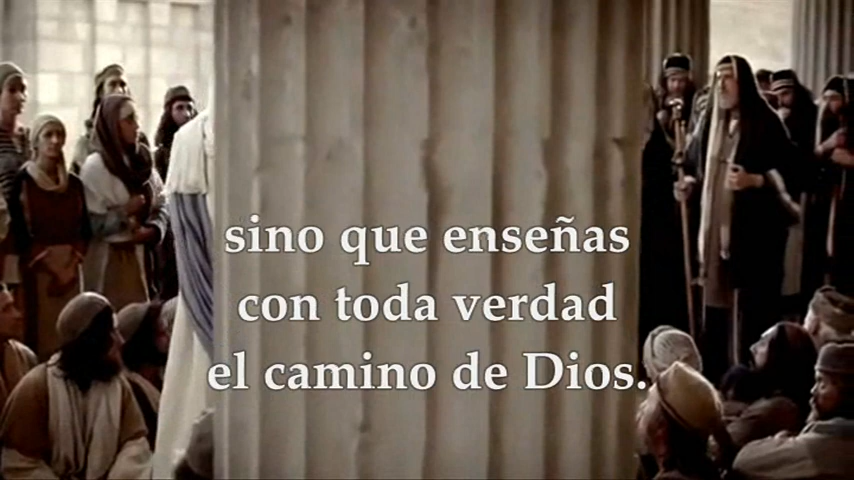 sino que enseñas
con toda verdad
el camino de Dios.